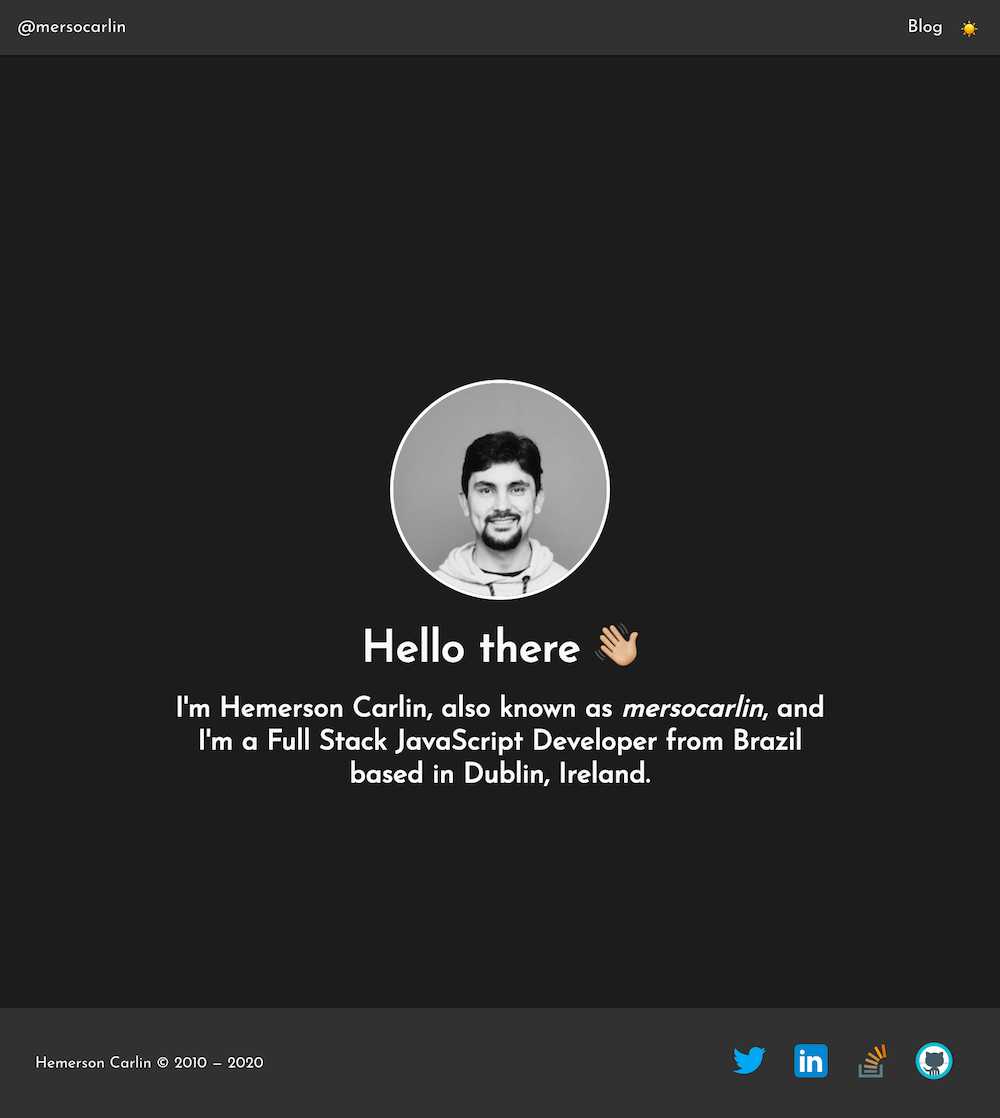 @mersocarlin
Blog
Hello there
I'm Hemerson Carlin, also known as mersocarlin, and
I'm a Full Stack JavaScript Developer from Brazil
based in Dublin, Ireland.
Hemerson Carlin © 2010 – 2020
in